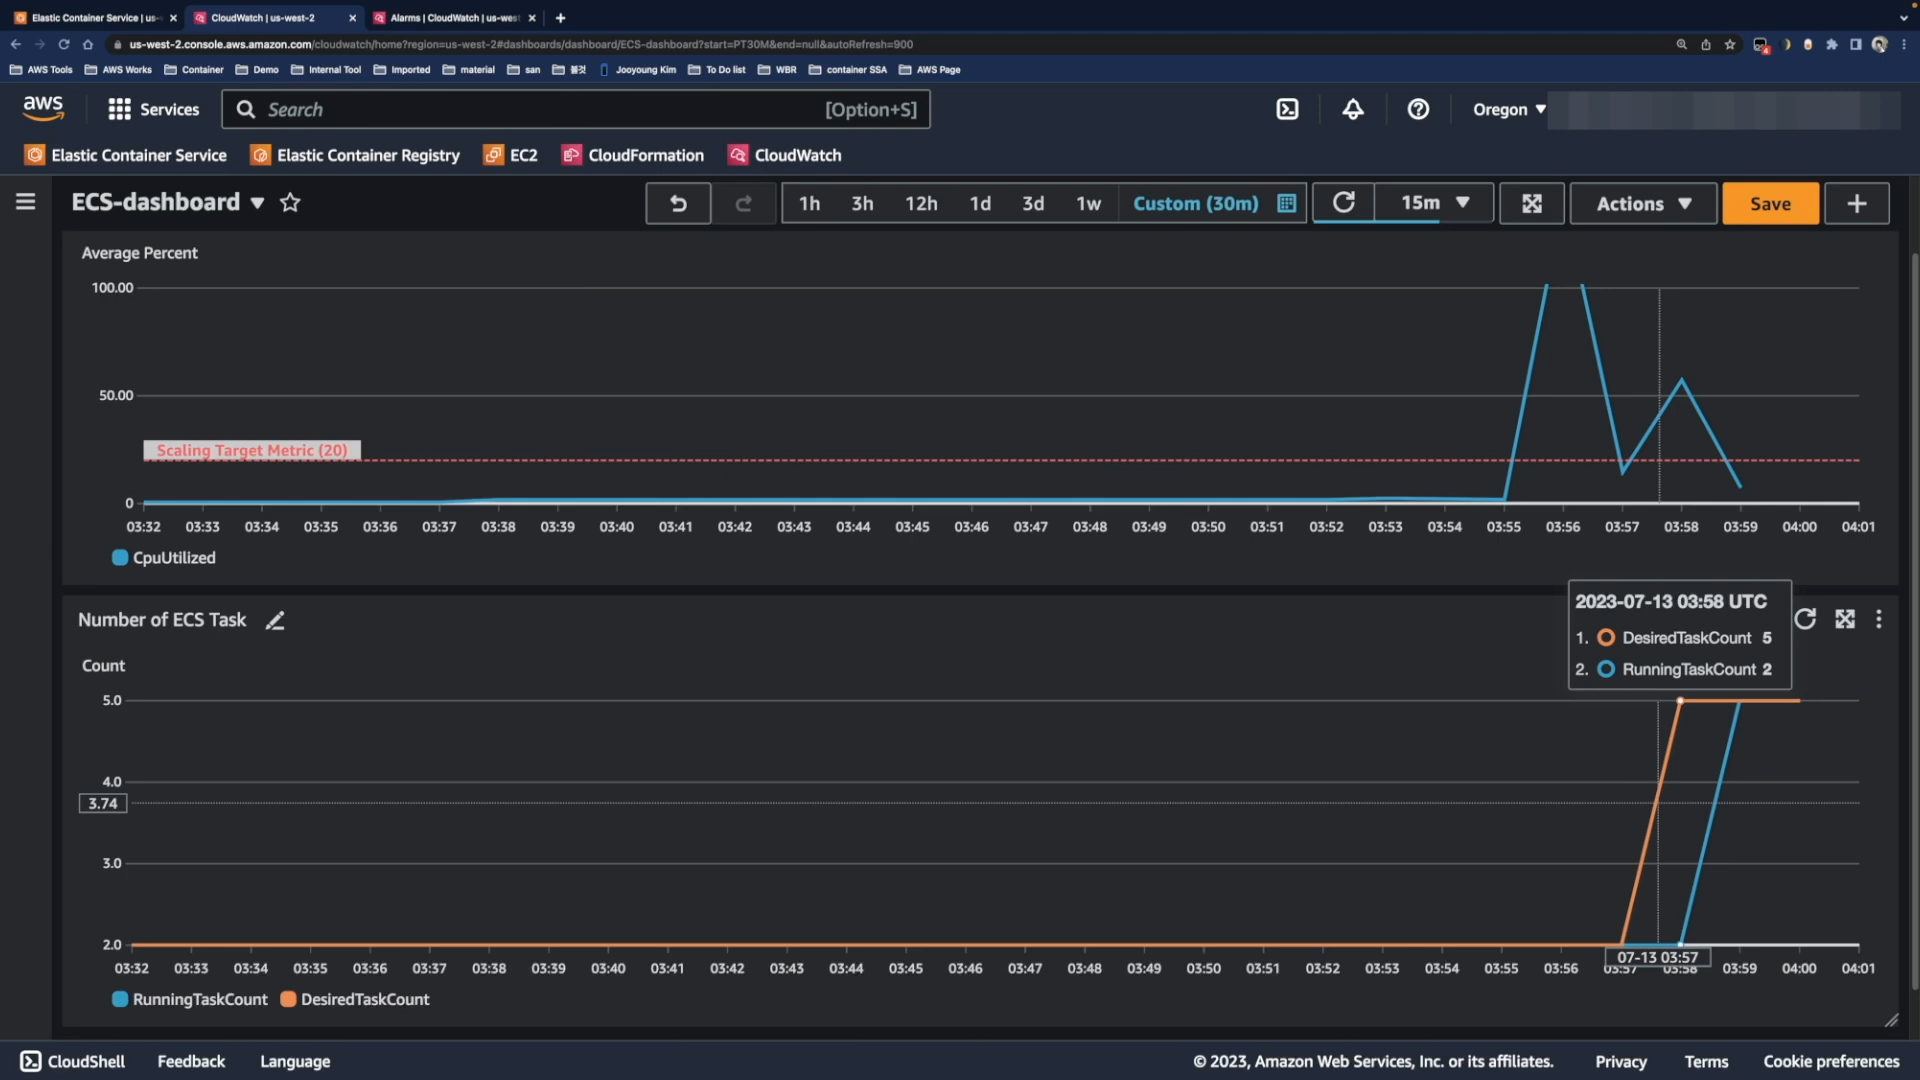 Elastic Container Service | us-
CloudWatch | us-west-2
Alarms | CloudWatch | us-west
us-west-2.console.aws.amazon.com/cloudwatch/home?region=us-west-2#dashboards/dashboard/ECS-dashboard?start=PT30M&end=null&autoRefresh=900
AWS Tools AWS Works Container Demo Internal Tool Imported material san 볼것 Jooyoung Kim To Do list WBR container SSA AWS Page
aws Services Search [Option+S] Oregon
Elastic Container Service Elastic Container Registry EC2 CloudFormation CloudWatch
ECS-dashboard 1h 3h 12h 1d 3d 1w Custom (30m) 15m Actions Save
Average Percent
100.00
50.00
Scaling Target Metric (20)
0
03:32 03:33 03:34 03:35 03:36 03:37 03:38 03:39 03:40 03:41 03:42 03:43 03:44 03:45 03:46 03:47 03:48 03:49 03:50 03:51 03:52 03:53 03:54 03:55 03:56 03:57 03:58 03:59 04:00 04:01
CpuUtilized
Number of ECS Task
2023-07-13 03:58 UTC
1. DesiredTaskCount 5
2. RunningTaskCount 2
Count
5.0
4.0
3.74
3.0
2.0
07-13 03:57
03:32 03:33 03:34 03:35 03:36 03:37 03:38 03:39 03:40 03:41 03:42 03:43 03:44 03:45 03:46 03:47 03:48 03:49 03:50 03:51 03:52 03:53 03:54 03:55 03:56 03:57 03:58 03:59 04:00 04:01
RunningTaskCount DesiredTaskCount
CloudShell Feedback Language © 2023, Amazon Web Services, Inc. or its affiliates. Privacy Terms Cookie preferences